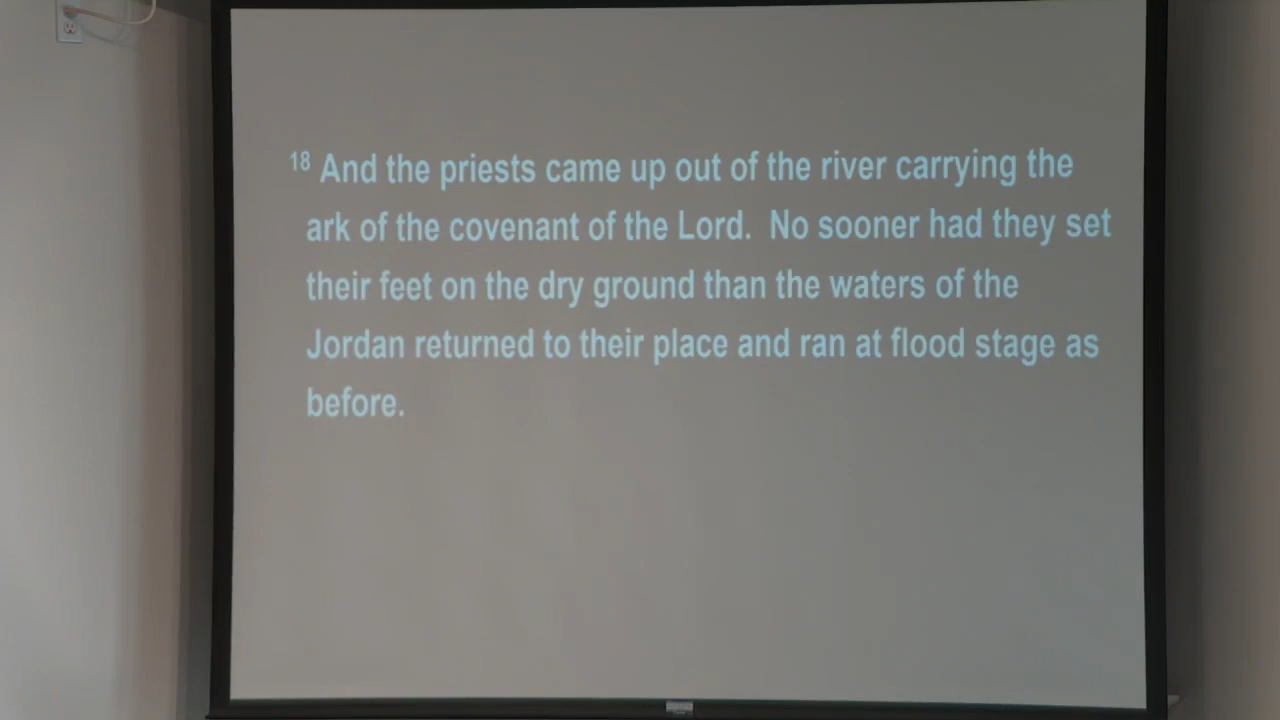 18 And the priests came up out of the river carrying the
ark of the covenant of the Lord. No sooner had they set
their feet on the dry ground than the waters of the
Jordan returned to their place and ran at flood stage as
before.